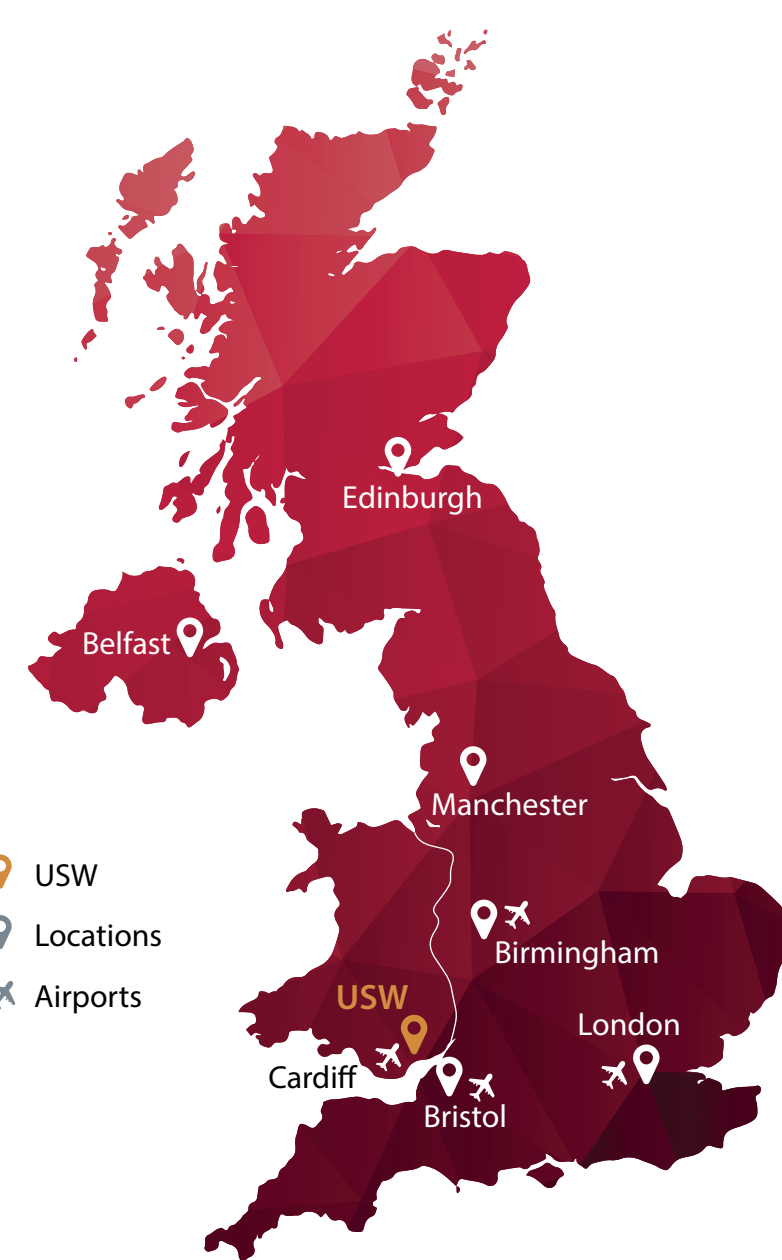 Edinburgh
Belfast
Manchester
USW
Locations
Airports
Birmingham
USW
London
Cardiff
Bristol